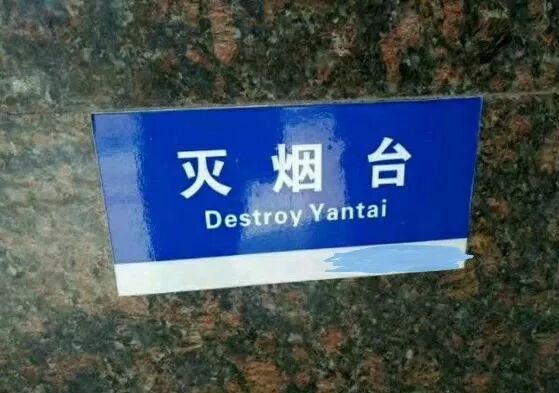 灭烟台
Destroy Yantai